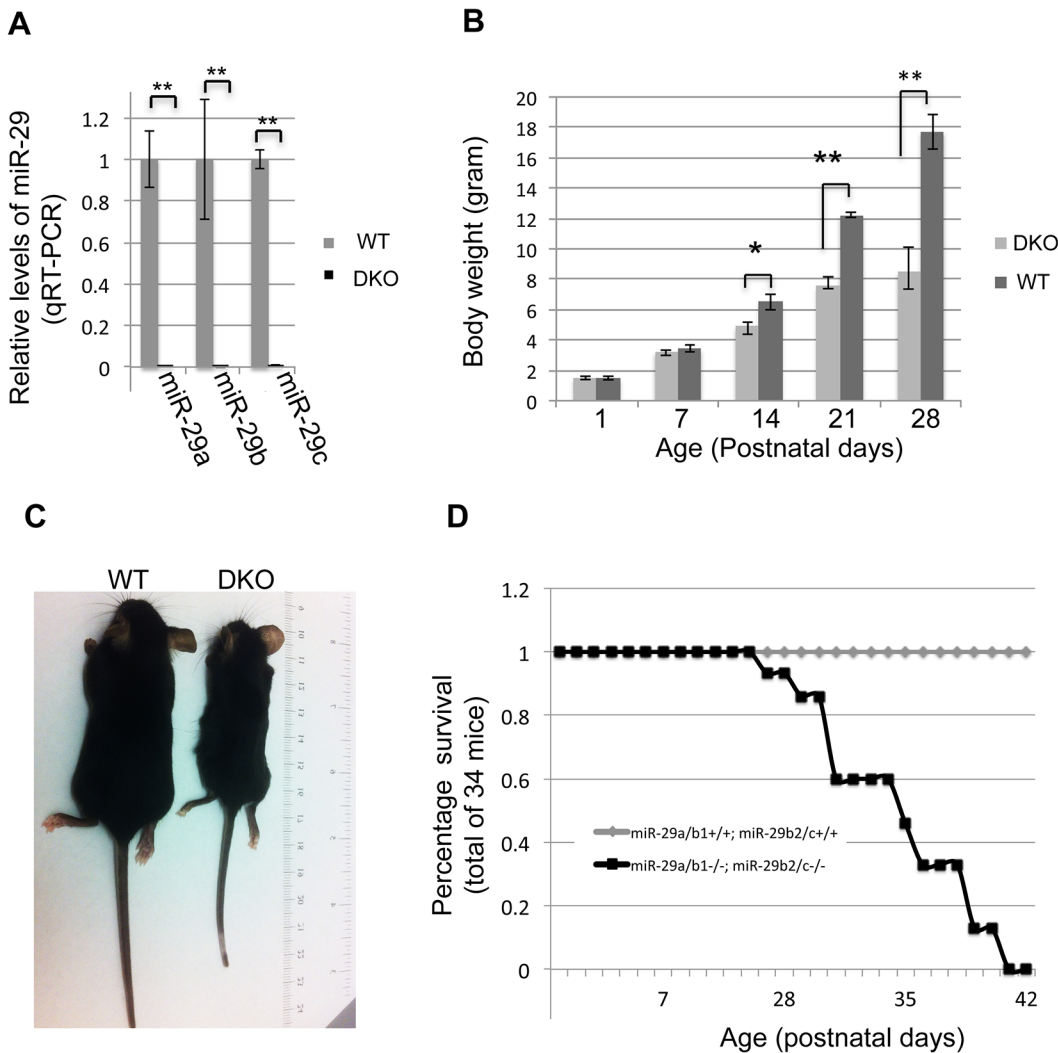 A
Relative levels of miR-29
(qRT-PCR)
1.2
1
0.8
0.6
0.4
0.2
0
**
**
**
miR-29a
miR-29b
miR-29c
WT
DKO
B
Body weight (gram)
20
18
16
14
12
10
8
6
4
2
0
*
**
**
1 7 14 21 28
Age (Postnatal days)
DKO
WT
C
WT DKO
D
Percentage survival
(total of 34 mice)
1.2
1
0.8
0.6
0.4
0.2
0
miR-29a/b1+/+; miR-29b2/c+/+
miR-29a/b1-/-; miR-29b2/c-/-
7 28 35 42
Age (postnatal days)